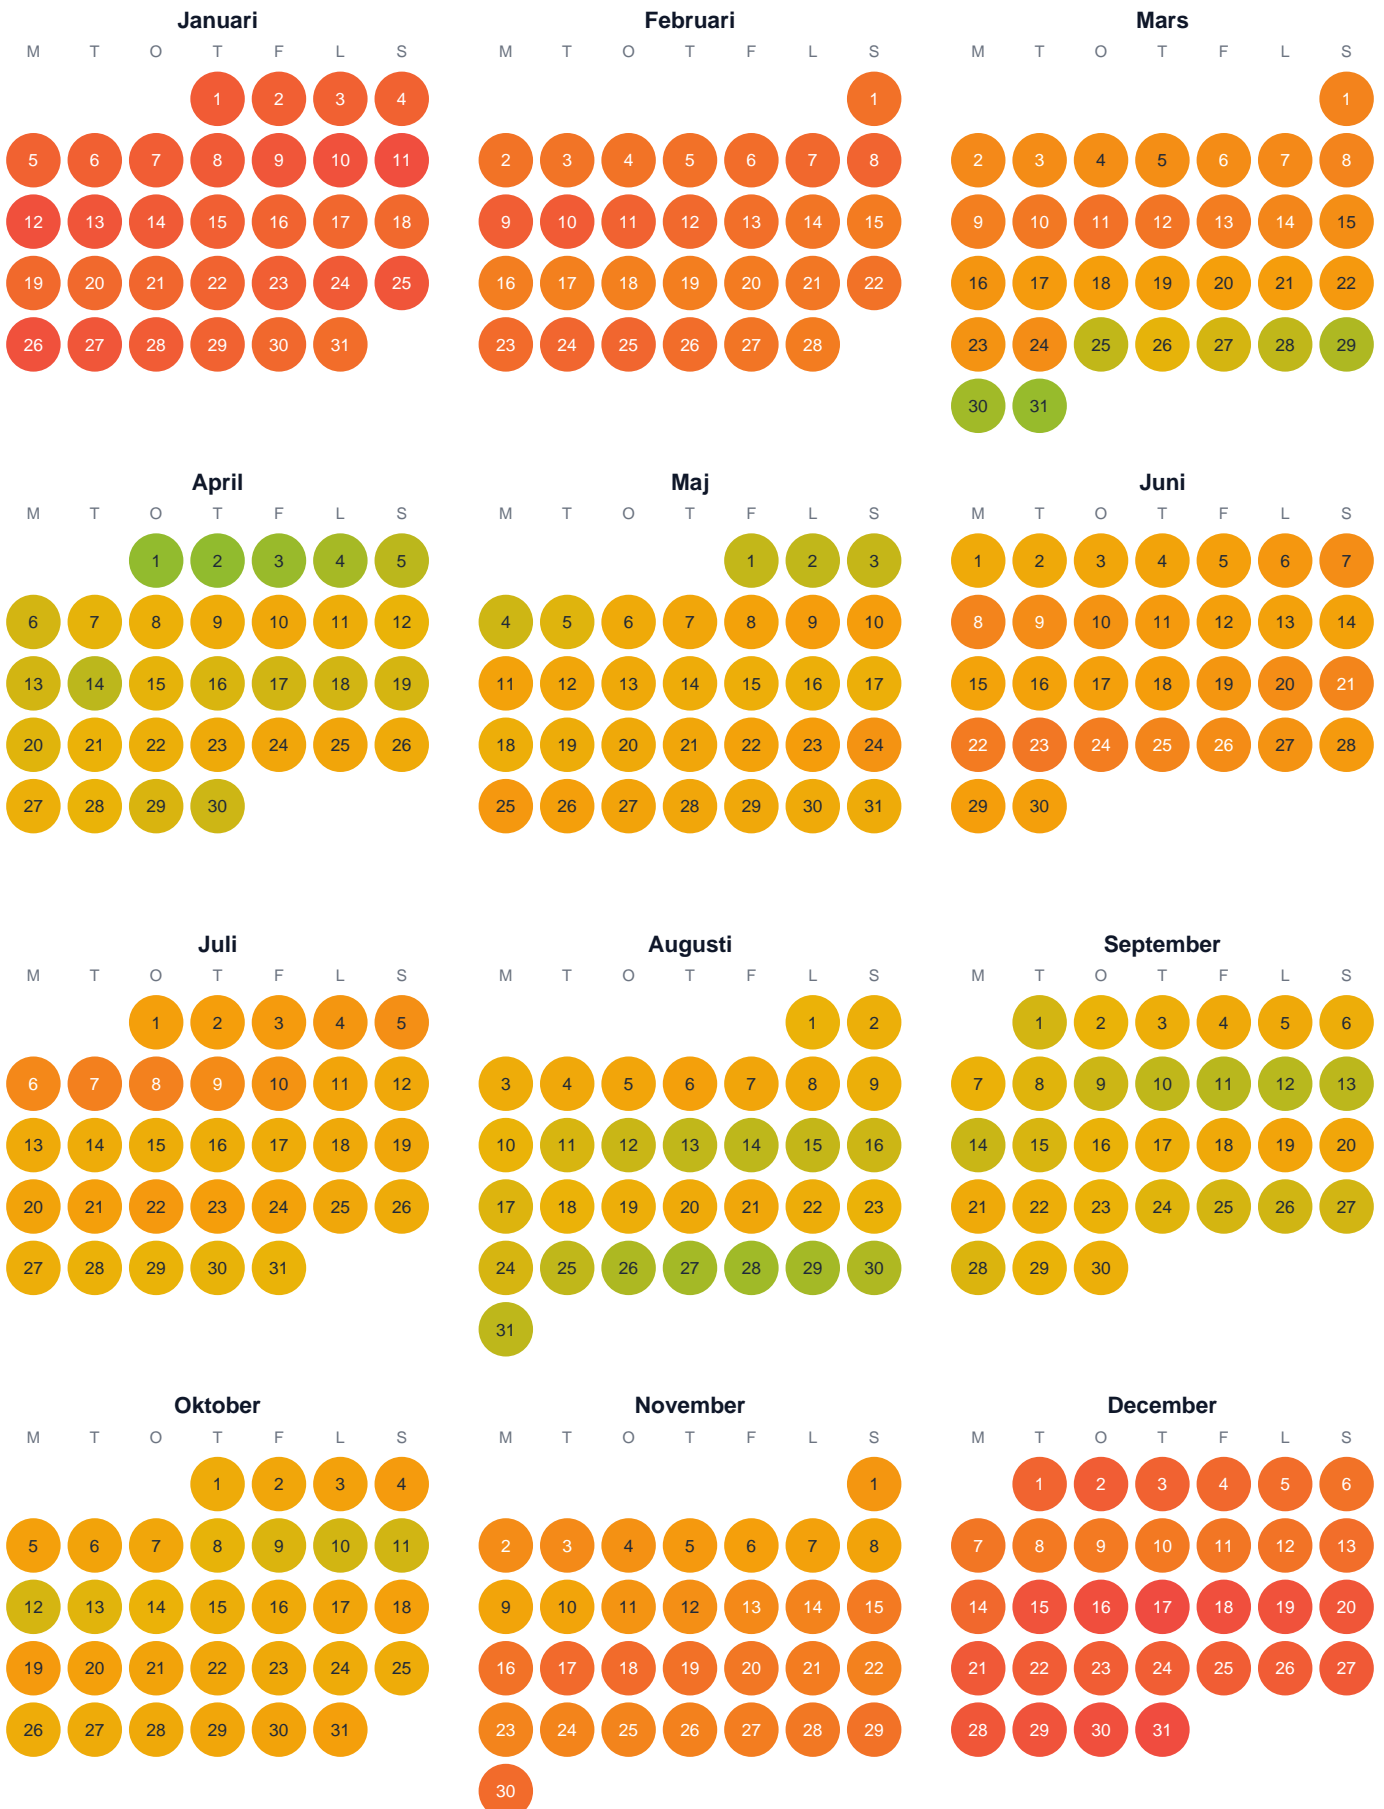 Januari Februari Mars
M T O T F L S M T O T F L S M T O T F L S
1 2 3 4 1 1
5 6 7 8 9 10 11 2 3 4 5 6 7 8 2 3 4 5 6 7 8
12 13 14 15 16 17 18 9 10 11 12 13 14 15 9 10 11 12 13 14 15
19 20 21 22 23 24 25 16 17 18 19 20 21 22 16 17 18 19 20 21 22
26 27 28 29 30 31 23 24 25 26 27 28 23 24 25 26 27 28 29
30 31
April Maj Juni
M T O T F L S M T O T F L S M T O T F L S
1 2 3 4 5 1 2 3 1 2 3 4 5 6 7
6 7 8 9 10 11 12 4 5 6 7 8 9 10 8 9 10 11 12 13 14
13 14 15 16 17 18 19 11 12 13 14 15 16 17 15 16 17 18 19 20 21
20 21 22 23 24 25 26 18 19 20 21 22 23 24 22 23 24 25 26 27 28
27 28 29 30 25 26 27 28 29 30 31 29 30
Juli Augusti September
M T O T F L S M T O T F L S M T O T F L S
1 2 3 4 5 1 2 1 2 3 4 5 6
6 7 8 9 10 11 12 3 4 5 6 7 8 9 7 8 9 10 11 12 13
13 14 15 16 17 18 19 10 11 12 13 14 15 16 14 15 16 17 18 19 20
20 21 22 23 24 25 26 17 18 19 20 21 22 23 21 22 23 24 25 26 27
27 28 29 30 31 24 25 26 27 28 29 30 28 29 30
31
Oktober November December
M T O T F L S M T O T F L S M T O T F L S
1 2 3 4 1 1 2 3 4 5 6
5 6 7 8 9 10 11 2 3 4 5 6 7 8 7 8 9 10 11 12 13
12 13 14 15 16 17 18 9 10 11 12 13 14 15 14 15 16 17 18 19 20
19 20 21 22 23 24 25 16 17 18 19 20 21 22 21 22 23 24 25 26 27
26 27 28 29 30 31 23 24 25 26 27 28 29 28 29 30 31
30